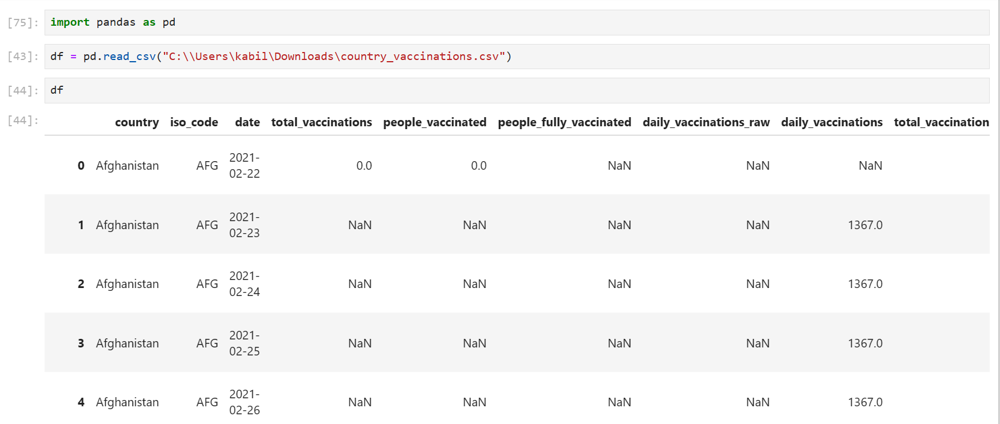 [75]: import pandas as pd
[43]: df = pd.read_csv("C:\\Users\kabil\Downloads\country_vaccinations.csv")
[44]: df
[44]: country iso_code date total_vaccinations people_vaccinated people_fully_vaccinated daily_vaccinations_raw daily_vaccinations total_vaccination
0 Afghanistan AFG 2021-02-22 0.0 0.0 NaN NaN NaN
1 Afghanistan AFG 2021-02-23 NaN NaN NaN NaN 1367.0
2 Afghanistan AFG 2021-02-24 NaN NaN NaN NaN 1367.0
3 Afghanistan AFG 2021-02-25 NaN NaN NaN NaN 1367.0
4 Afghanistan AFG 2021-02-26 NaN NaN NaN NaN 1367.0